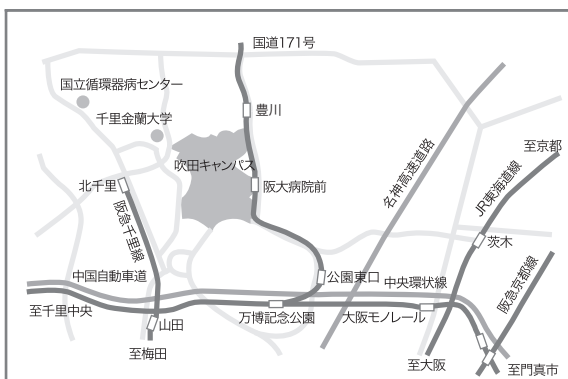 国道171号
国立循環器病センター
千里金蘭大学
豊川
吹田キャンパス
阪大病院前
北千里
阪急千里線
名神高速道路
至京都
JR東海道線
茨木
中国自動車道
公園東口
中央環状線
阪急京都線
至千里中央
山田
万博記念公園
大阪モノレール
至梅田
至大阪
至門真市